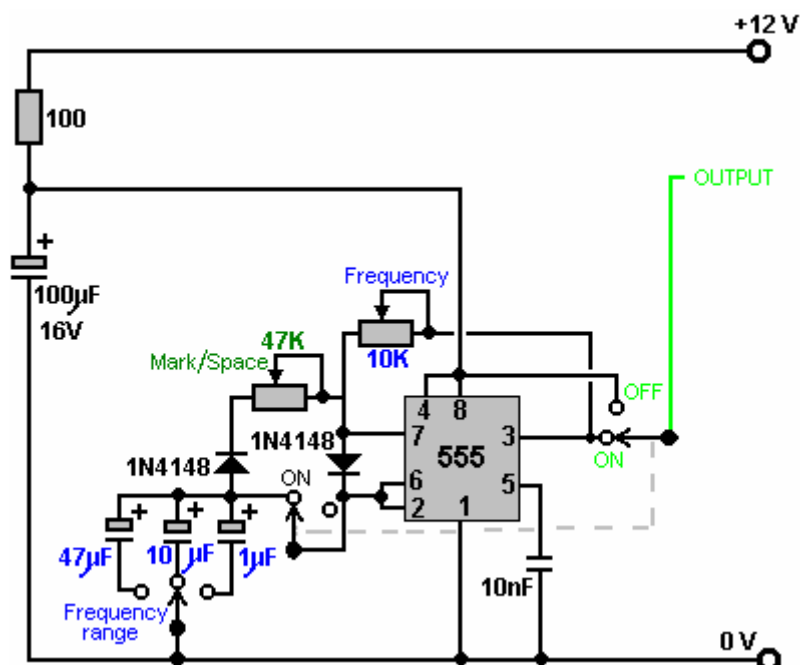 +12 V
100
OUTPUT
+
100µF
16V
Frequency
47K
10K
Mark/Space
OFF
4 8
1N4148
7
3
555
ON
1N4148
ON
6
5
2
1
+
+
+
47µF
10 µF
1µF
10nF
Frequency
range
0 V